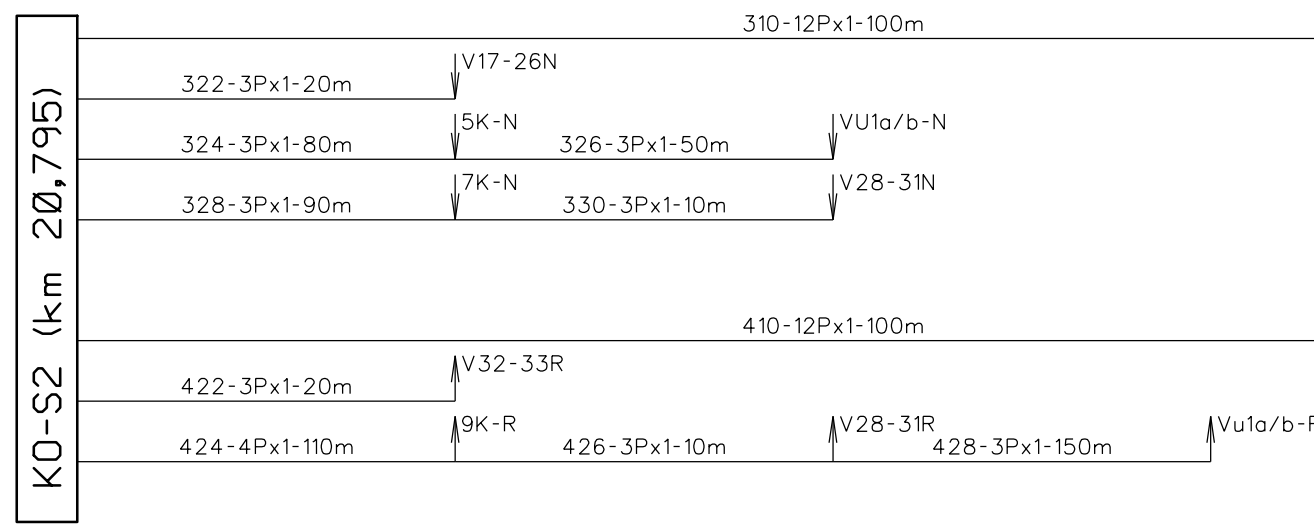 KO-S2 (km 20,795)
310-12Px1-100m
V17-26N
322-3Px1-20m
5K-N
VU1a/b-N
324-3Px1-80m
326-3Px1-50m
7K-N
V28-31N
328-3Px1-90m
330-3Px1-10m
410-12Px1-100m
V32-33R
422-3Px1-20m
9K-R
V28-31R
Vu1a/b-
424-4Px1-110m
426-3Px1-10m
428-3Px1-150m